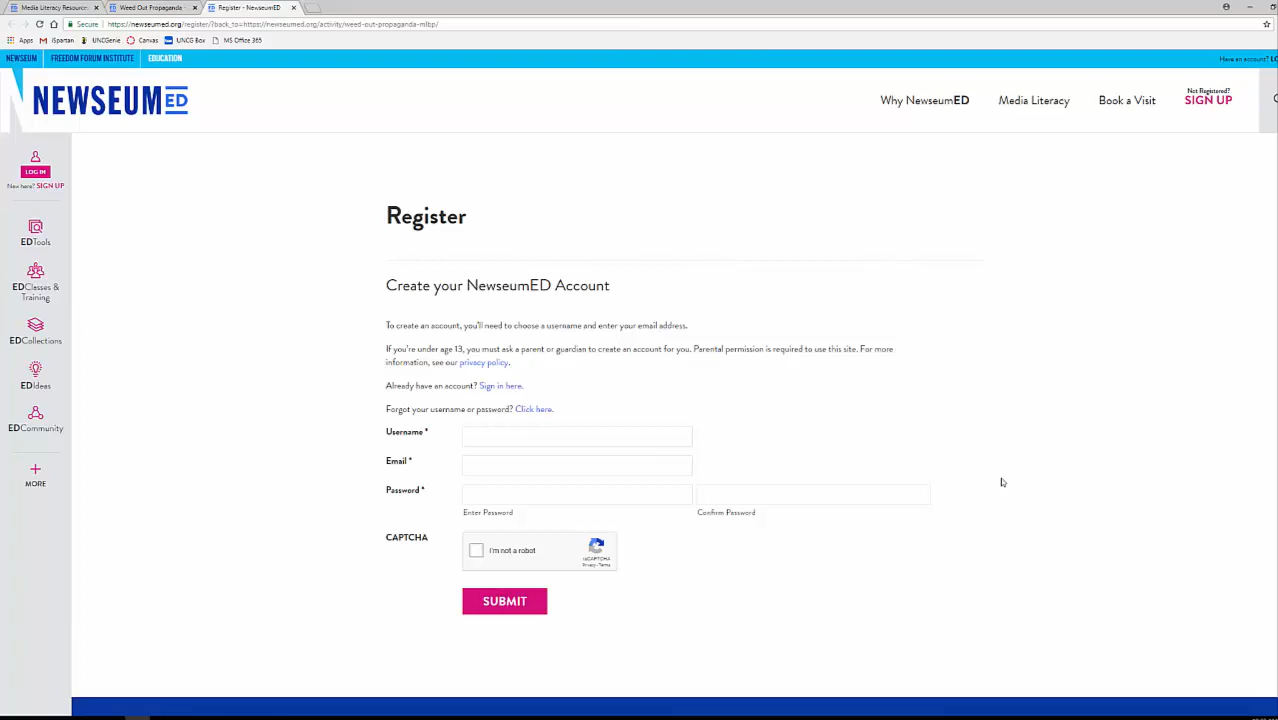 Media Literacy Resource
Weed Out Propaganda -
Register - NewseumED
Secure
https://newseumed.org/register/?back_to=https://newseumed.org/activity/weed-out-propaganda-mlbp/
Apps
iSpartan
UNCGenie
Canvas
UNCG Box
MS Office 365
NEWSEUM
FREEDOM FORUM INSTITUTE
EDUCATION
Have an account? LO
NEWSEUMED
Why NewseumED
Media Literacy
Book a Visit
Not Registered?
SIGN UP
LOG IN
New here? SIGN UP
EDTools
EDClasses &
Training
EDCollections
EDIdeas
EDCommunity
MORE
Register
Create your NewseumED Account
To create an account, you'll need to choose a username and enter your email address.
If you're under age 13, you must ask a parent or guardian to create an account for you. Parental permission is required to use this site. For more
information, see our privacy policy.
Already have an account? Sign in here.
Forgot your username or password? Click here.
Username *
Email *
Password *
Enter Password
Confirm Password
CAPTCHA
I'm not a robot
reCAPTCHA
Privacy - Terms
SUBMIT